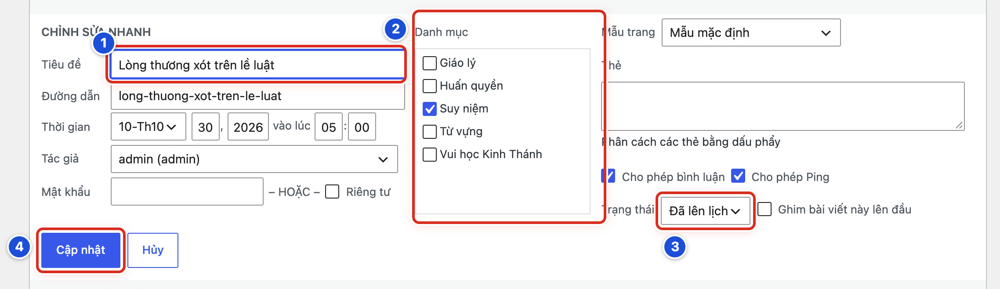 CHỈNH SỬA NHANH
1
Tiêu đề
Lòng thương xót trên lề luật
Đường dẫn
long-thuong-xot-tren-le-luat
Thời gian
10-Th10 30 , 2026 vào lúc 05 : 00
Tác giả
admin (admin)
Mật khẩu
– HOẶC – Riêng tư
2
Danh mục
Giáo lý
Huấn quyền
Suy niệm
Từ vựng
Vui học Kinh Thánh
Mẫu trang
Mẫu mặc định
Thẻ
Phân cách các thẻ bằng dấu phẩy
Cho phép bình luận Cho phép Ping
Trạng thái Đã lên lịch Ghim bài viết này lên đầu
3
4
Cập nhật
Hủy